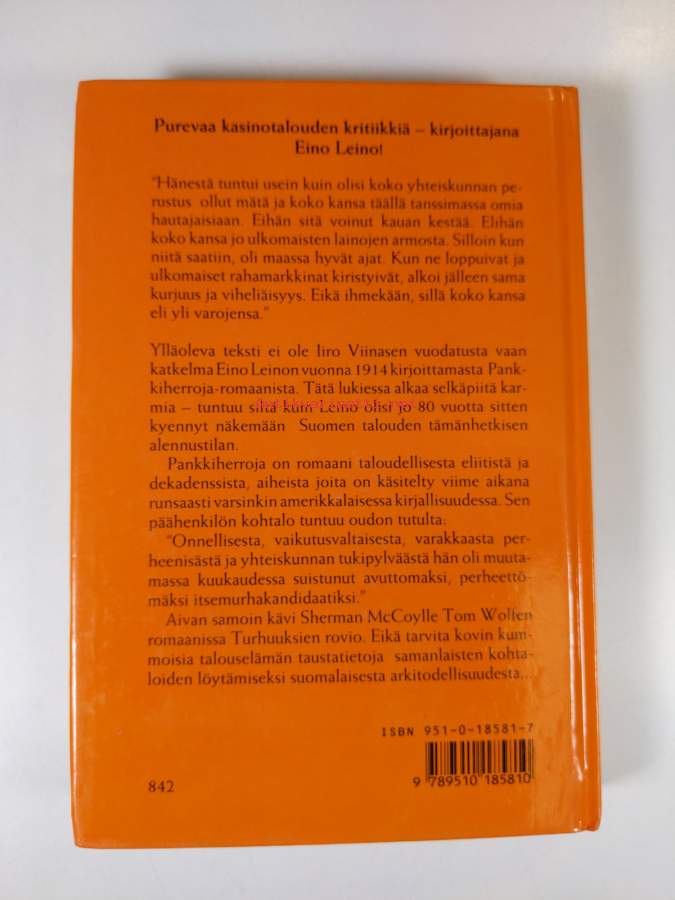 Purevaa kasinotalouden kritiikkiä – kirjoittajana
Eino Leino!
"Hänestä tuntui usein kuin olisi koko yhteiskunnan pe-
rustus ollut mätä ja koko kansa täällä tanssimassa omia
hautajaisiaan. Eihän sitä voinut kauan kestää. Elihän
koko kansa jo ulkomaisten lainojen armosta. Silloin kun
niitä saatiin, oli maassa hyvät ajat. Kun ne loppuivat ja
ulkomaiset rahamarkkinat kiristyivät, alkoi jälleen sama
kurjuus ja viheliäisyys. Eikä ihmekään, sillä koko kansa
eli yli varojensa."
Ylläoleva teksti ei ole Iiro Viinasen vuodatusta vaan
katkelma Eino Leinon vuonna 1914 kirjoittamasta Pank-
kiherroja-romaanista. Tätä lukiessa alkaa selkäpiitä kar-
mia – tuntuu siltä kuin Leino olisi jo 80 vuotta sitten
kyennyt näkemään Suomen talouden tämänhetkisen
alennustilan.
Pankkiherroja on romaani taloudellisesta eliitistä ja
dekadenssista, aiheista joita on käsitelty viime aikana
runsaasti varsinkin amerikkalaisessa kirjallisuudessa. Sen
päähenkilön kohtalo tuntuu oudon tutulta:
"Onnellisesta, vaikutusvaltaisesta, varakkaasta per-
heenisästä ja yhteiskunnan tukipylväästä hän oli muuta-
massa kuukaudessa suistunut avuttomaksi, perheettö-
mäksi itsemurhakandidaatiksi."
Aivan samoin kävi Sherman McCoylle Tom Wolfen
romaanissa Turhuuksien rovio. Eikä tarvita kovin kum-
moisia talouselämän taustatietoja samanlaisten kohta-
loiden löytämiseksi suomalaisesta arkitodellisuudesta...
ISBN 951-0-18581-7
9 789510 185810
842